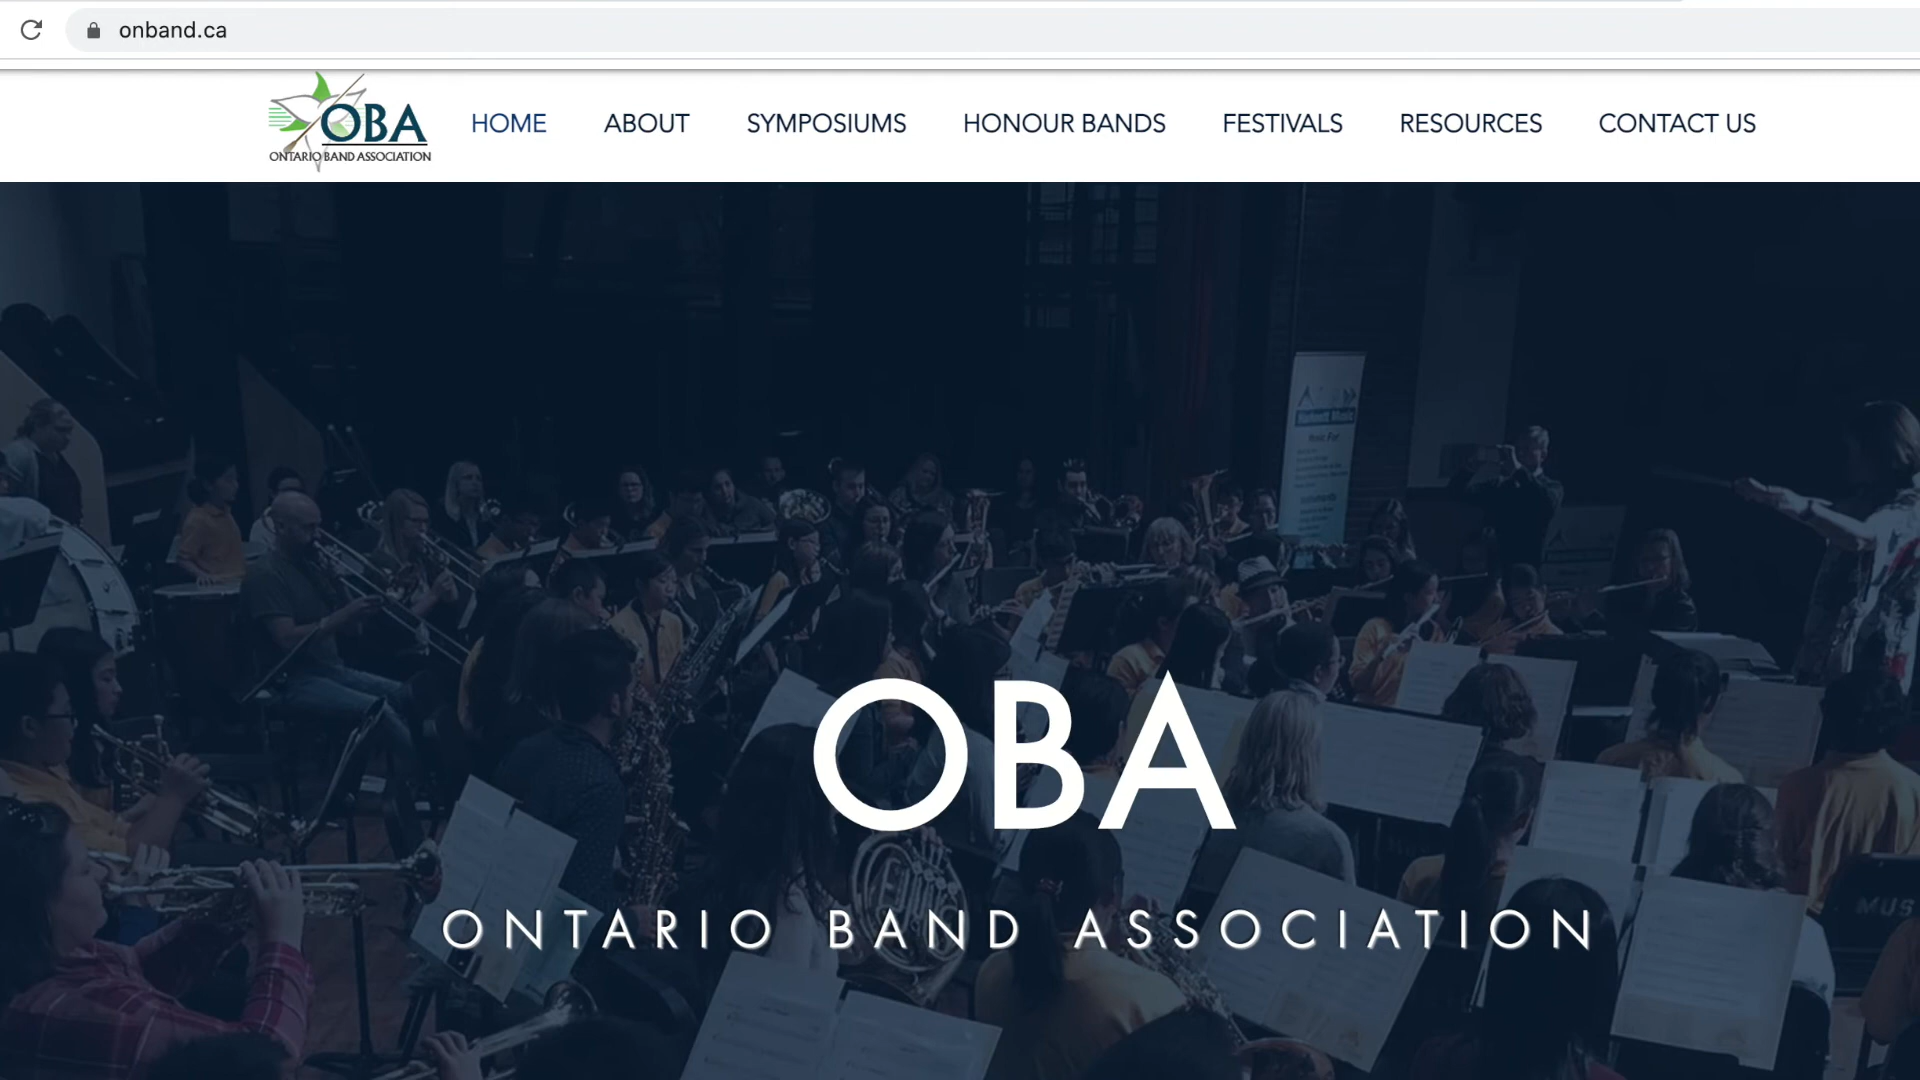 onband.ca
OBA
ONTARIO BAND ASSOCIATION
HOME
ABOUT
SYMPOSIUMS
HONOUR BANDS
FESTIVALS
RESOURCES
CONTACT US
OBA
ONTARIO BAND ASSOCIATION